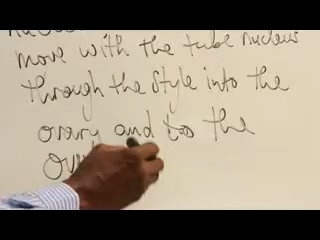 move with the tube nucleus
through the style into the
ovary and to the